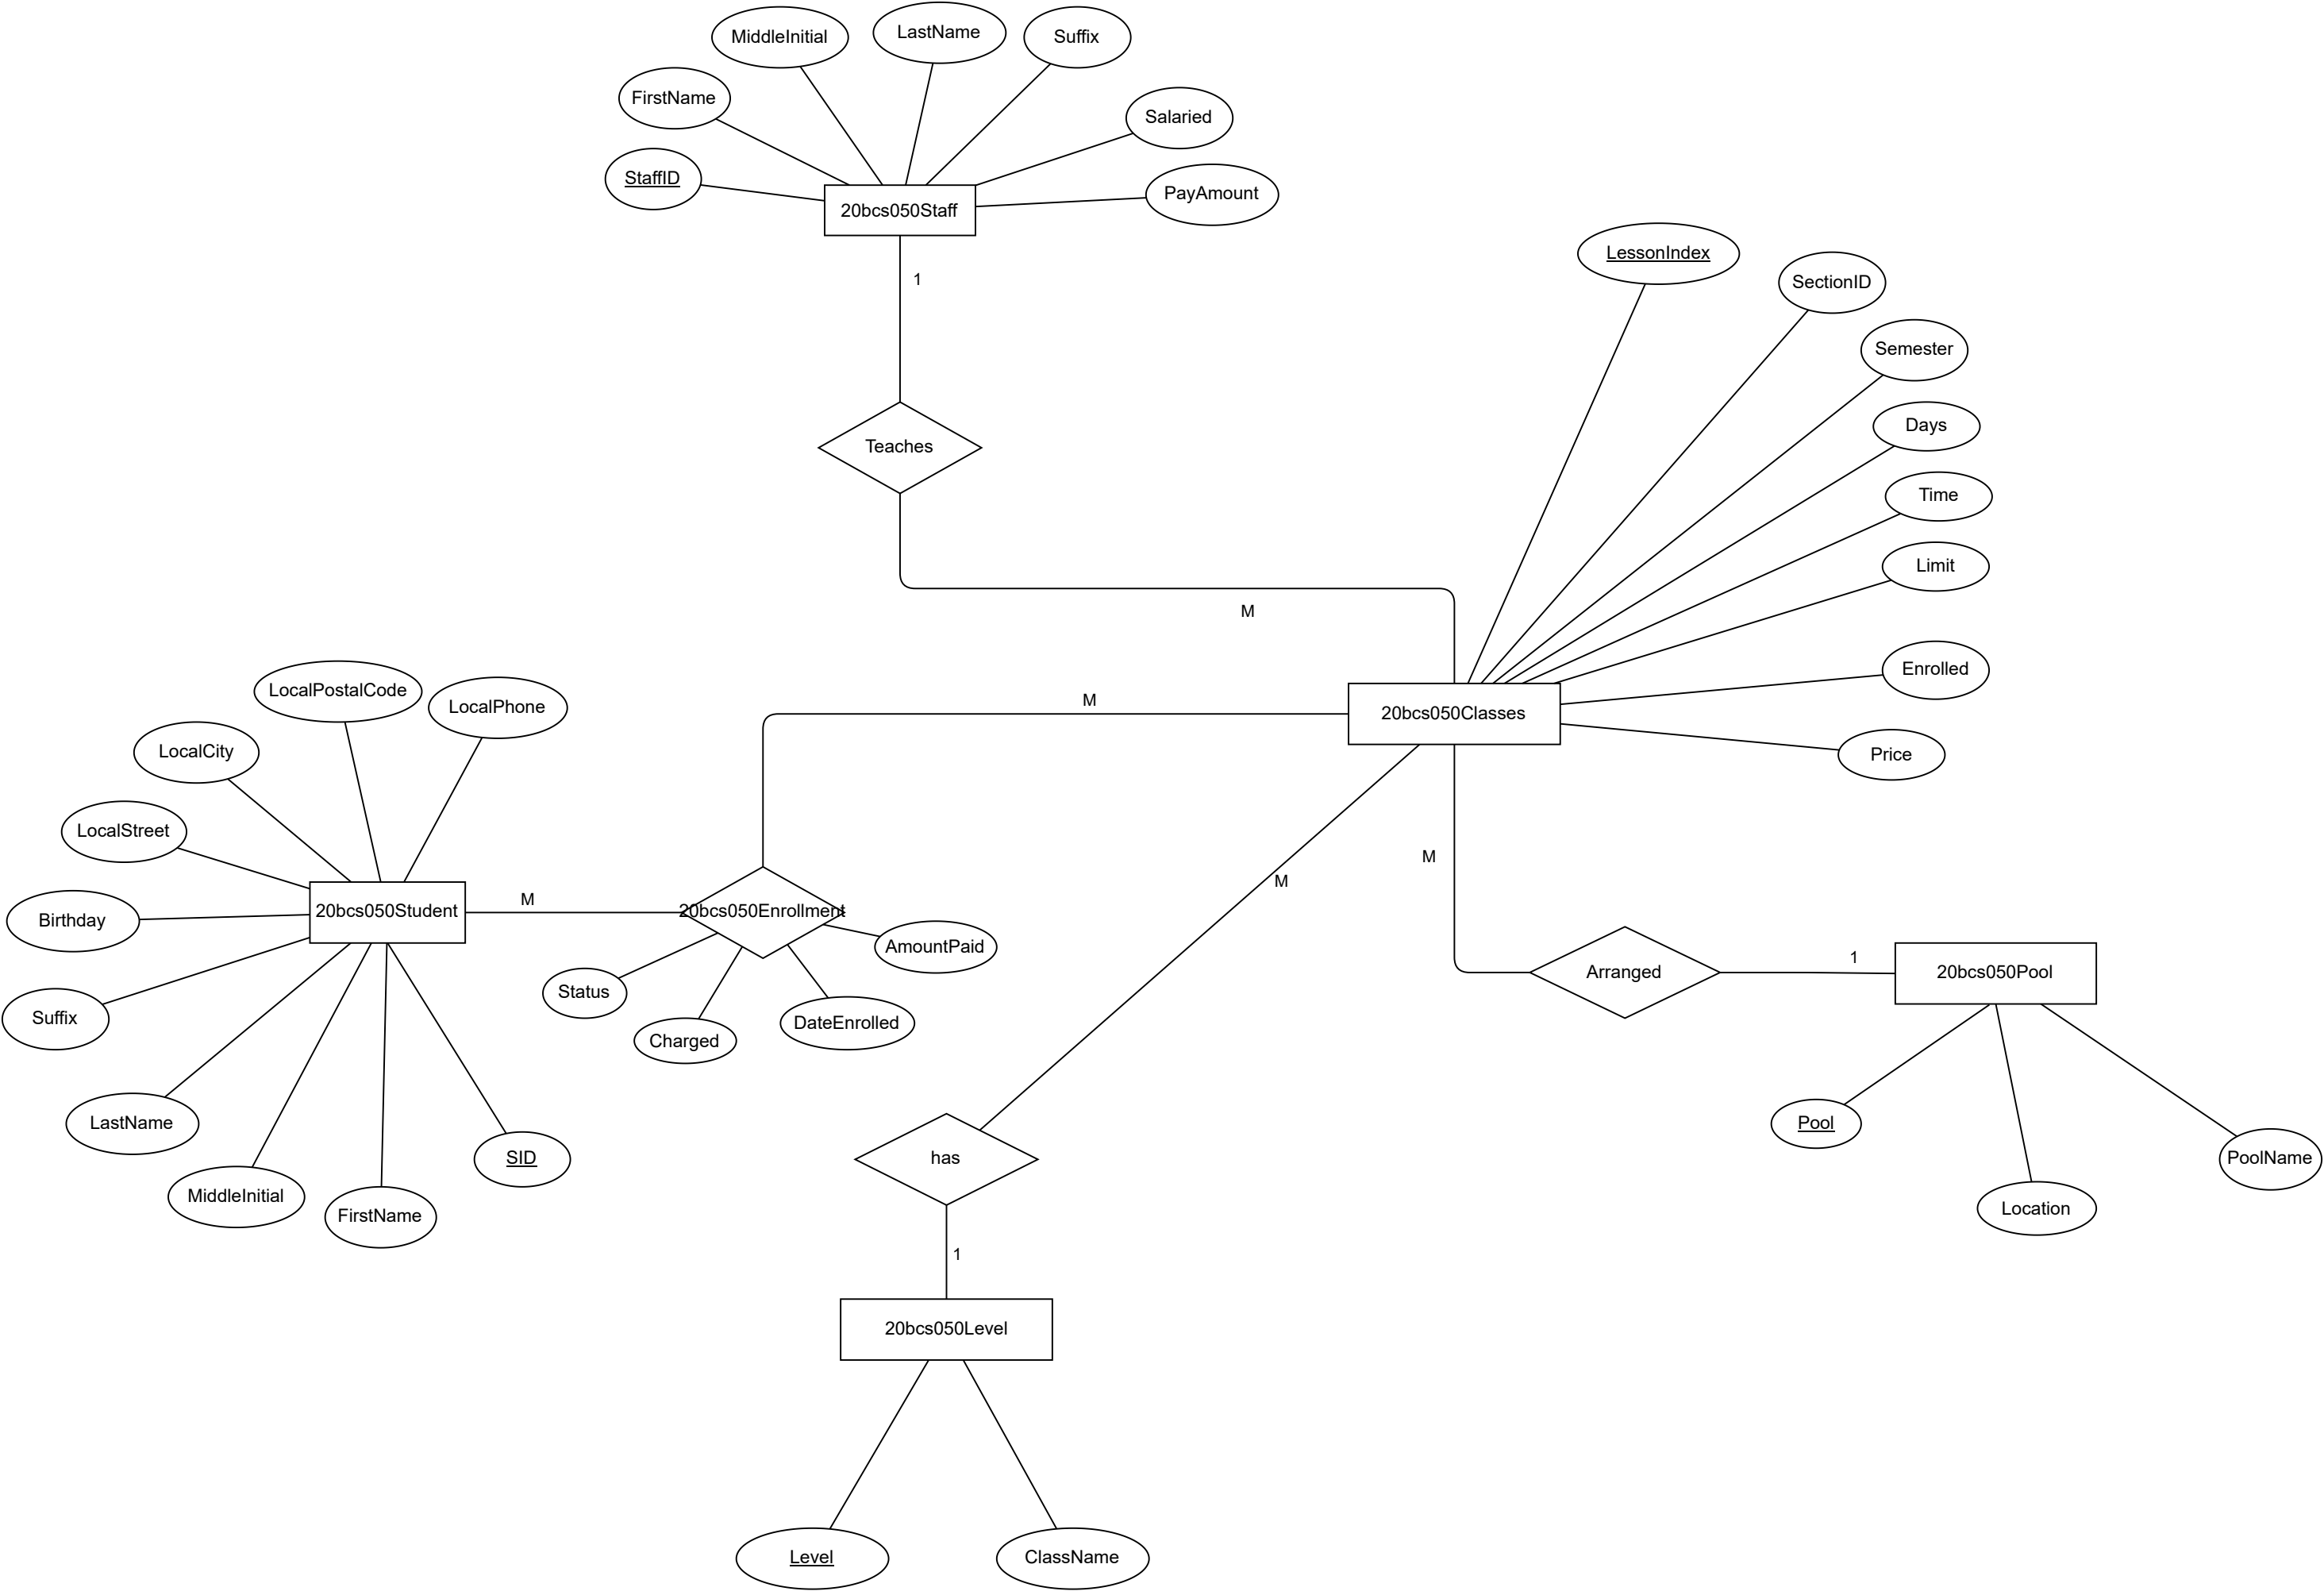 MiddleInitial
LastName
Suffix
FirstName
Salaried
StaffID
PayAmount
20bcs050Staff
1
LessonIndex
SectionID
Semester
Days
Teaches
Time
Limit
M
Enrolled
LocalPostalCode
LocalPhone
M
20bcs050Classes
LocalCity
Price
LocalStreet
M
M
Birthday
20bcs050Student
M
20bcs050Enrollment
AmountPaid
Status
Charged
DateEnrolled
Arranged
1
20bcs050Pool
Suffix
LastName
SID
MiddleInitial
FirstName
has
Pool
PoolName
Location
1
20bcs050Level
Level
ClassName